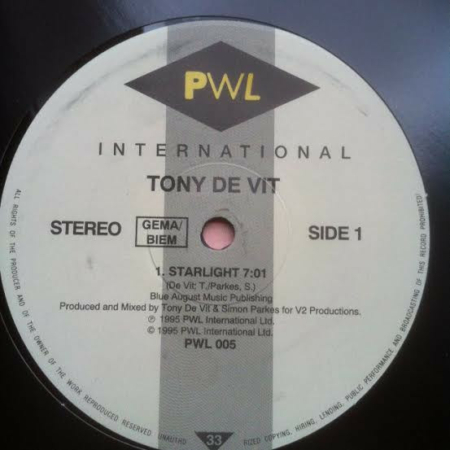 PWL
INTERNATIONAL
TONY DE VIT
STEREO
GEMA/
BIEM
SIDE 1
1. STARLIGHT 7:01
(De Vit; T./Parkes, S.)
Blue August Music Publishing
Produced and Mixed by Tony De Vit & Simon Parkes for V2 Productions.
℗ 1995 PWL International Ltd.
© 1995 PWL International Ltd.
PWL 005
33
ALL RIGHTS OF THE PRODUCER AND OF THE OWNER OF THE WORK REPRODUCED RESERVED UNAUTHO
RIZED COPYING, HIRING, LENDING, PUBLIC PERFORMANCE AND BROADCASTING OF THIS RECORD PROHIBITED